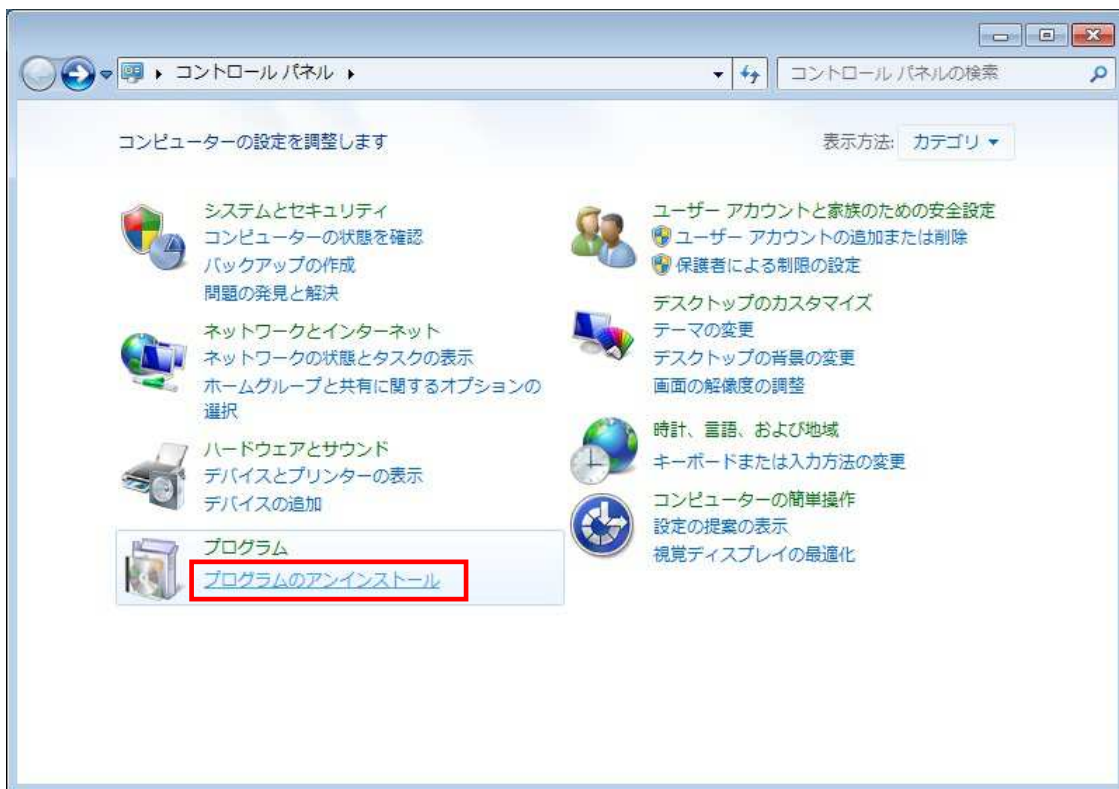 コントロール パネル
コントロール パネルの検索
コンピューターの設定を調整します
表示方法: カテゴリ
システムとセキュリティ
コンピューターの状態を確認
バックアップの作成
問題の発見と解決
ネットワークとインターネット
ネットワークの状態とタスクの表示
ホームグループと共有に関するオプションの
選択
ハードウェアとサウンド
デバイスとプリンターの表示
デバイスの追加
プログラム
プログラムのアンインストール
ユーザー アカウントと家族のための安全設定
ユーザー アカウントの追加または削除
保護者による制限の設定
デスクトップのカスタマイズ
テーマの変更
デスクトップの背景の変更
画面の解像度の調整
時計、言語、および地域
キーボードまたは入力方法の変更
コンピューターの簡単操作
設定の提案の表示
視覚ディスプレイの最適化